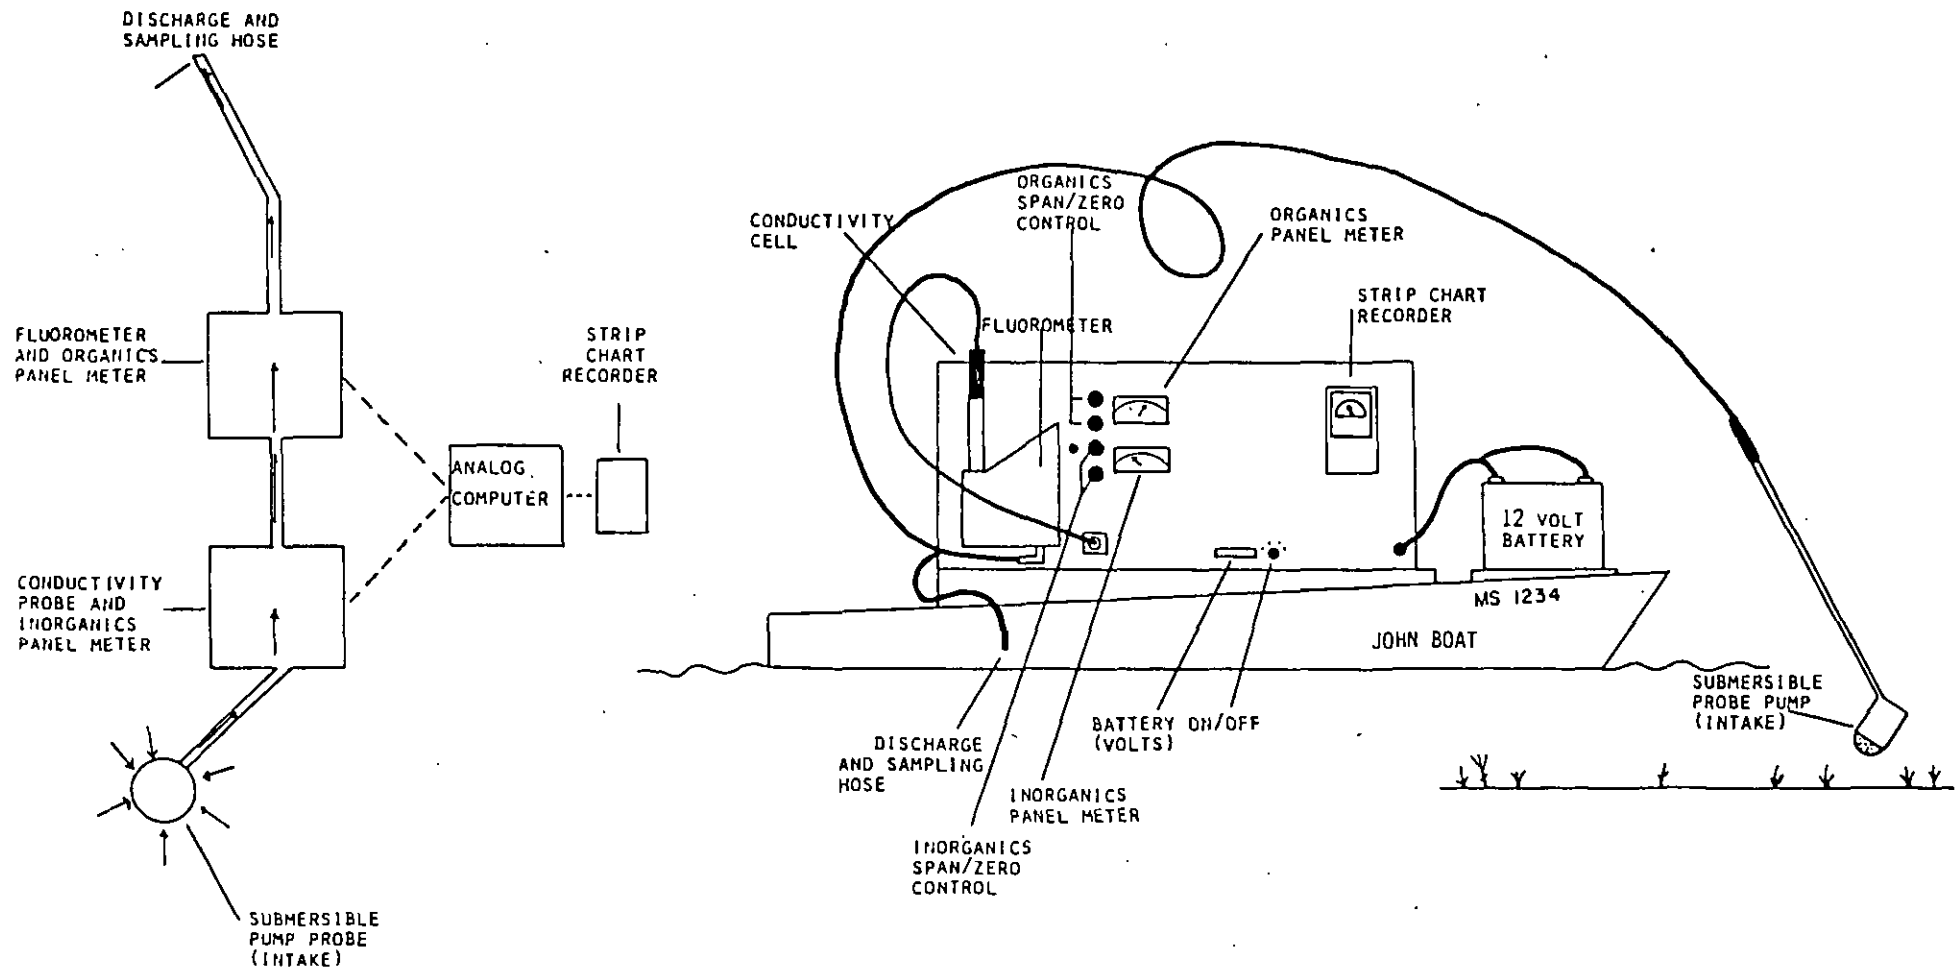 DISCHARGE AND
SAMPLING HOSE
FLUOROMETER
AND ORGANICS
PANEL METER
STRIP
CHART
RECORDER
ANALOG
COMPUTER
CONDUCTIVITY
PROBE AND
INORGANICS
PANEL METER
SUBMERSIBLE
PUMP PROBE
(INTAKE)
CONDUCTIVITY
CELL
ORGANICS
SPAN/ZERO
CONTROL
ORGANICS
PANEL METER
FLUOROMETER
STRIP CHART
RECORDER
12 VOLT
BATTERY
MS 1234
JOHN BOAT
SUBMERSIBLE
PROBE PUMP
(INTAKE)
BATTERY ON/OFF
(VOLTS)
DISCHARGE
AND SAMPLING
HOSE
INORGANICS
PANEL METER
INORGANICS
SPAN/ZERO
CONTROL